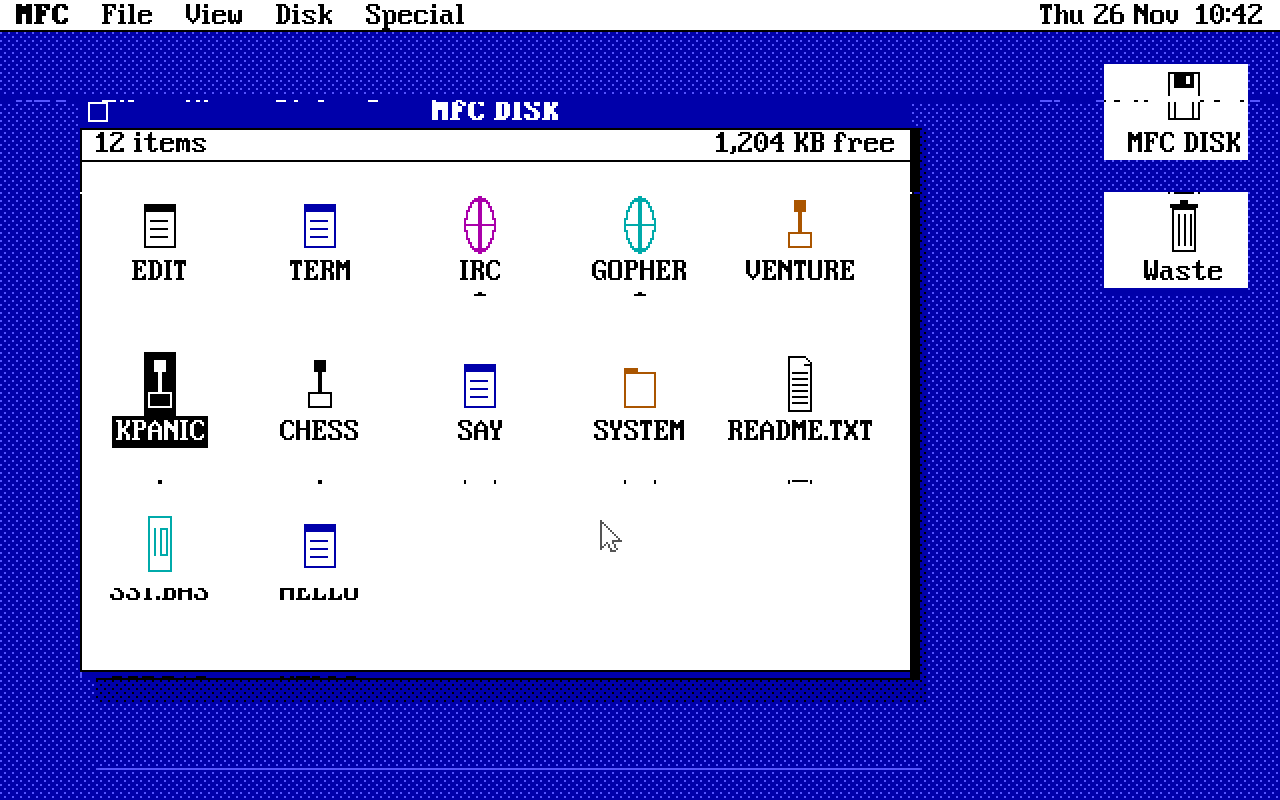 MFC File View Disk Special Thu 26 Nov 10:42
MFC DISK
12 items 1,204 KB free
EDIT TERM IRC GOPHER VENTURE
KPANIC CHESS SAY SYSTEM README.TXT
HELLO
MFC DISK
Waste